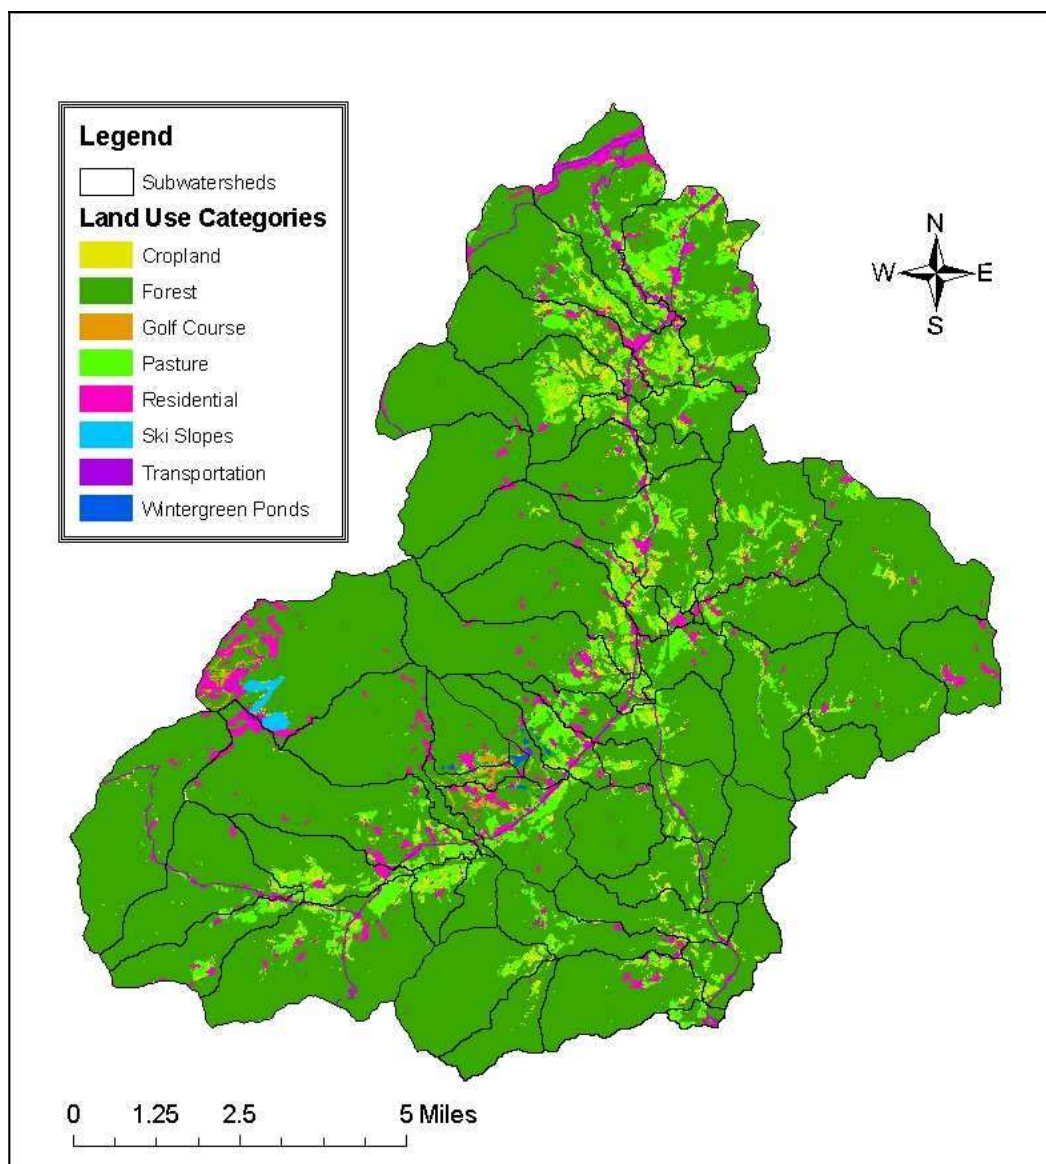 Legend
Subwatersheds
Land Use Categories
Cropland
Forest
Golf Course
Pasture
Residential
Ski Slopes
Transportation
Wintergreen Ponds
N
W E
S
0 1.25 2.5 5 Miles